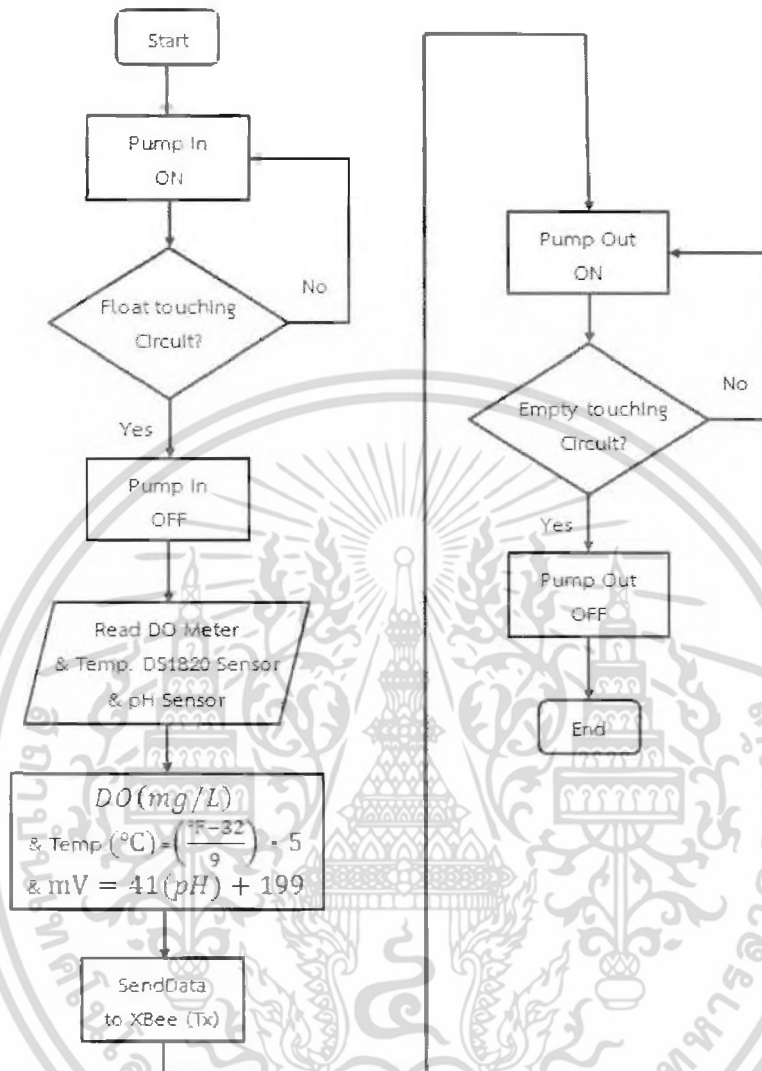 Start
Pump In
ON
Float touching
Circuit?
No
Yes
Pump In
OFF
Read DO Meter
& Temp. DS1820 Sensor
& pH Sensor
DO(mg/L)
& Temp (°C) = (°F−32/9) · 5
& mV = 41(pH) + 199
SendData
to XBee (Tx)
Pump Out
ON
Empty touching
Circuit?
No
Yes
Pump Out
OFF
End